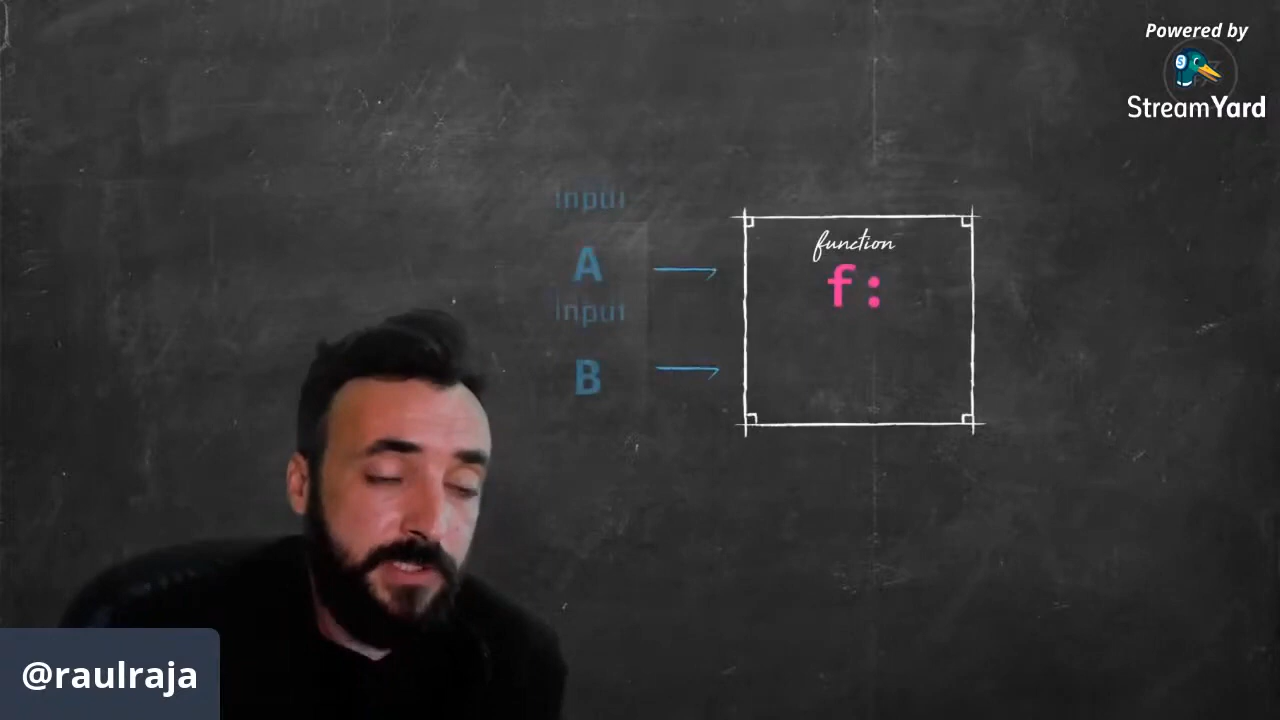 Powered by
StreamYard
Input
A
Input
B
function
f:
@raulraja